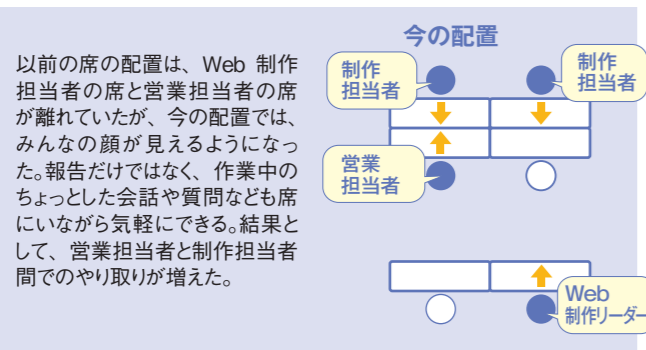 以前の席の配置は、Web 制作
担当者の席と営業担当者の席
が離れていたが、今の配置では、
みんなの顔が見えるようになっ
た。報告だけではなく、作業中の
ちょっとした会話や質問なども席
にいながら気軽にできる。結果と
して、営業担当者と制作担当者
間でのやり取りが増えた。
今の配置
制作
担当者
制作
担当者
営業
担当者
Web
制作リーダー